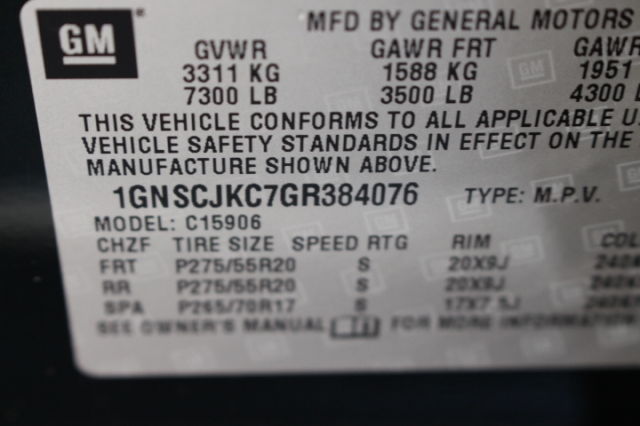 GM
MFD BY GENERAL MOTORS
GVWR GAWR FRT GAWR
3311 KG 1588 KG 1951
7300 LB 3500 LB 4300 L
THIS VEHICLE CONFORMS TO ALL APPLICABLE U.
VEHICLE SAFETY STANDARDS IN EFFECT ON THE
MANUFACTURE SHOWN ABOVE.
1GNSCJKC7GR384076 TYPE: M.P.V.
MODEL: C15906
CHZF TIRE SIZE SPEED RTG RIM COL
FRT P275/55R20 S 20X9J
RR P275/55R20 S 20X9J
SPA P265/70R17 S 17X7.5J
SEE OWNER'S MANUAL FOR MORE INFORMATION